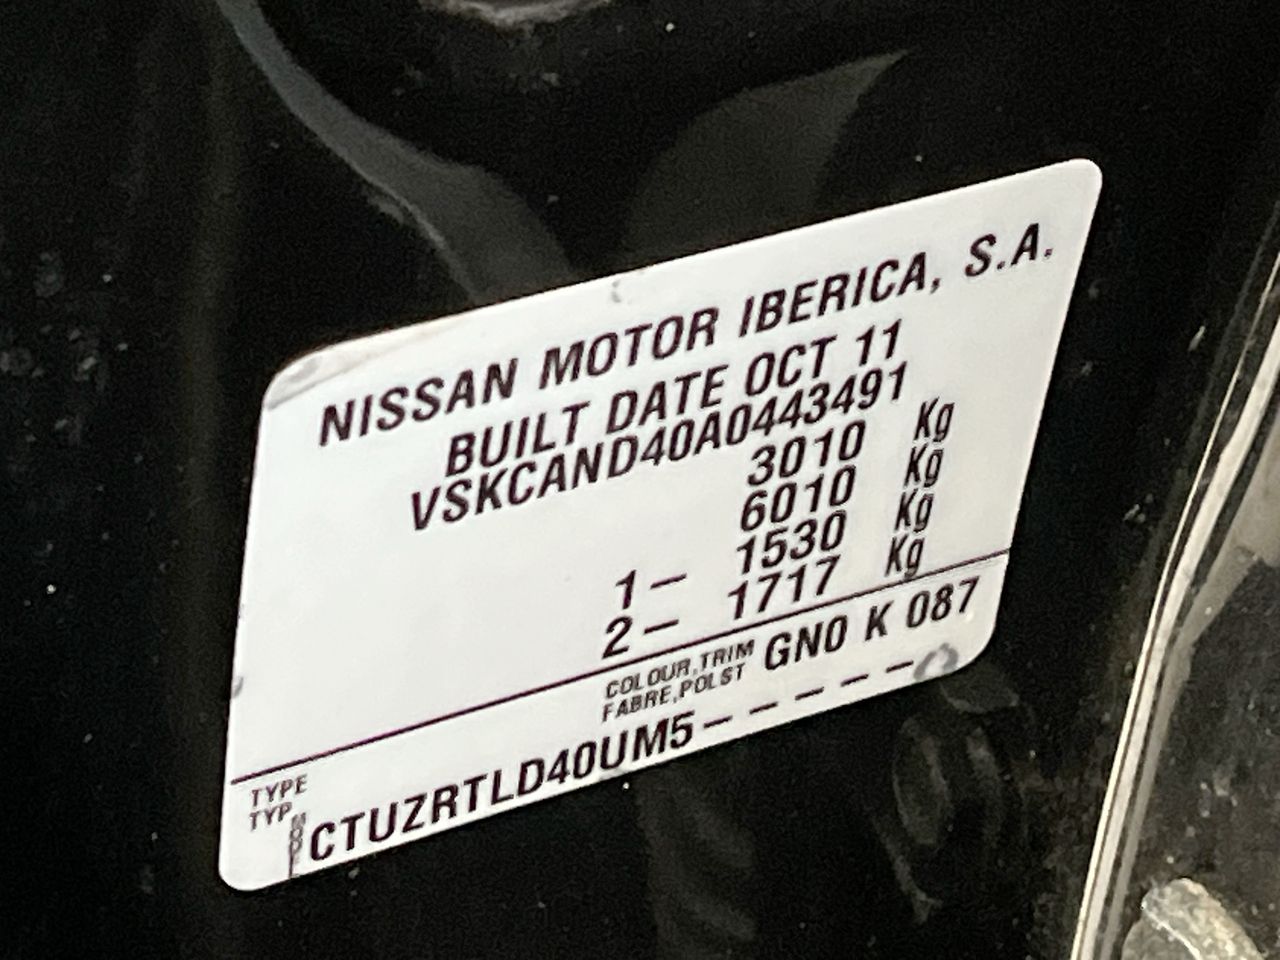 NISSAN MOTOR IBERICA, S.A.
BUILT DATE OCT 11
VSKCAND40A0443491
3010 Kg
6010 Kg
1 – 1530 Kg
2 – 1717 Kg
COLOUR,TRIM GN0 K 087
FABRE,POLST
TYPE
TYP
MODEL
CTUZRTLD40UM5– – – – –